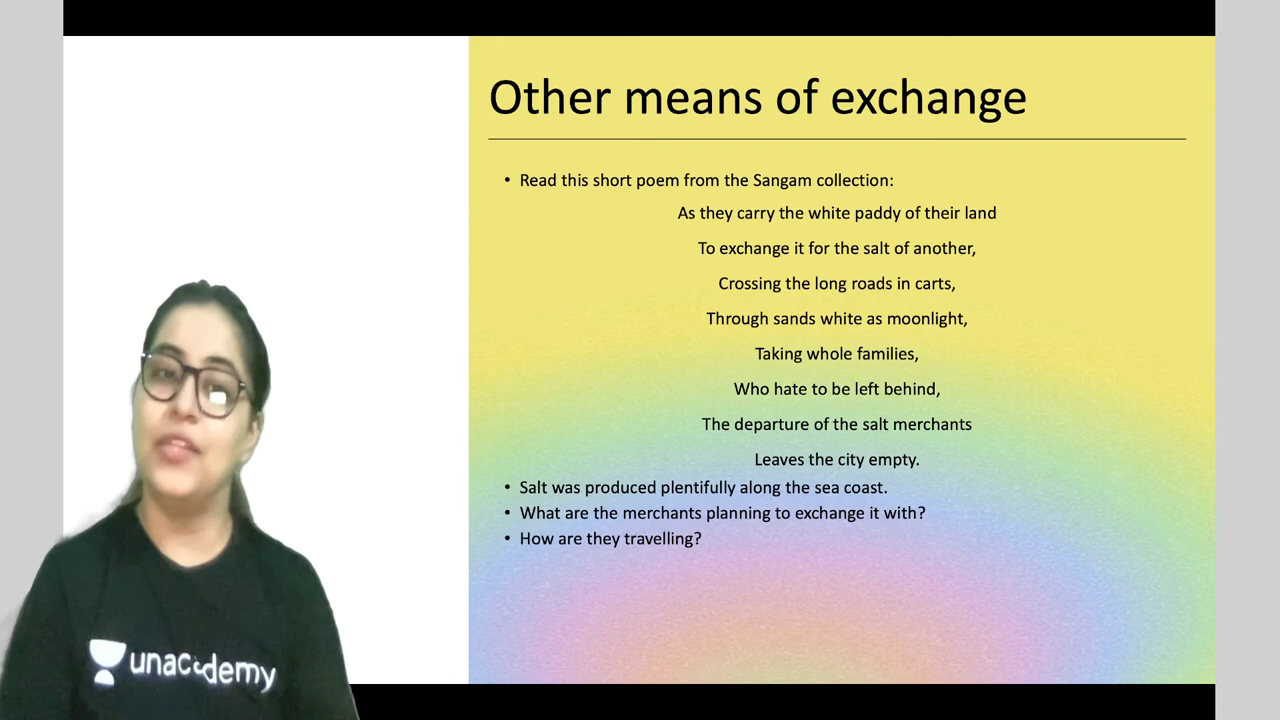 Other means of exchange
• Read this short poem from the Sangam collection:
As they carry the white paddy of their land
To exchange it for the salt of another,
Crossing the long roads in carts,
Through sands white as moonlight,
Taking whole families,
Who hate to be left behind,
The departure of the salt merchants
Leaves the city empty.
• Salt was produced plentifully along the sea coast.
• What are the merchants planning to exchange it with?
• How are they travelling?
unacademy